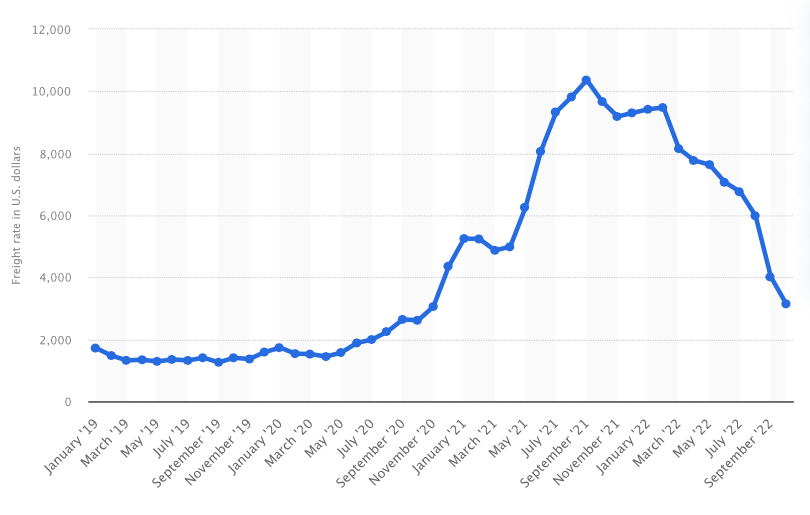 12,000
10,000
8,000
6,000
4,000
2,000
0
Freight rate in U.S. dollars
January '19
March '19
May '19
July '19
September '19
November '19
January '20
March '20
May '20
July '20
September '20
November '20
January '21
March '21
May '21
July '21
September '21
November '21
January '22
March '22
May '22
July '22
September '22